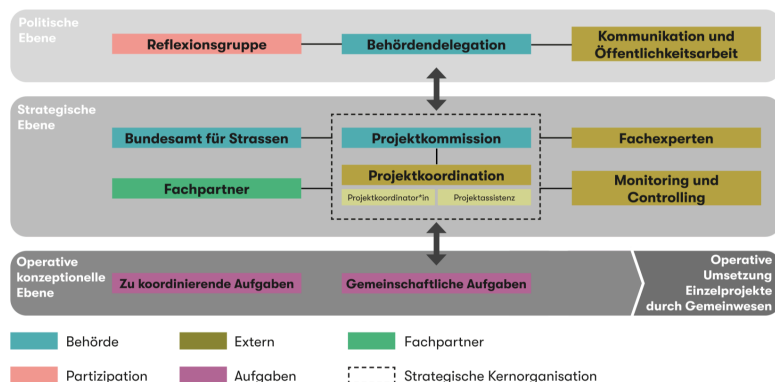 Politische
Ebene
Reflexionsgruppe
Behördendelegation
Kommunikation und
Öffentlichkeitsarbeit
Strategische
Ebene
Bundesamt für Strassen
Projektkommission
Fachexperten
Projektkoordination
Fachpartner
Projektkoordinator*in
Projektassistenz
Monitoring und
Controlling
Operative
konzeptionelle
Ebene
Zu koordinierende Aufgaben
Gemeinschaftliche Aufgaben
Operative
Umsetzung
Einzelprojekte
durch Gemeinwesen
Behörde
Extern
Fachpartner
Partizipation
Aufgaben
Strategische Kernorganisation